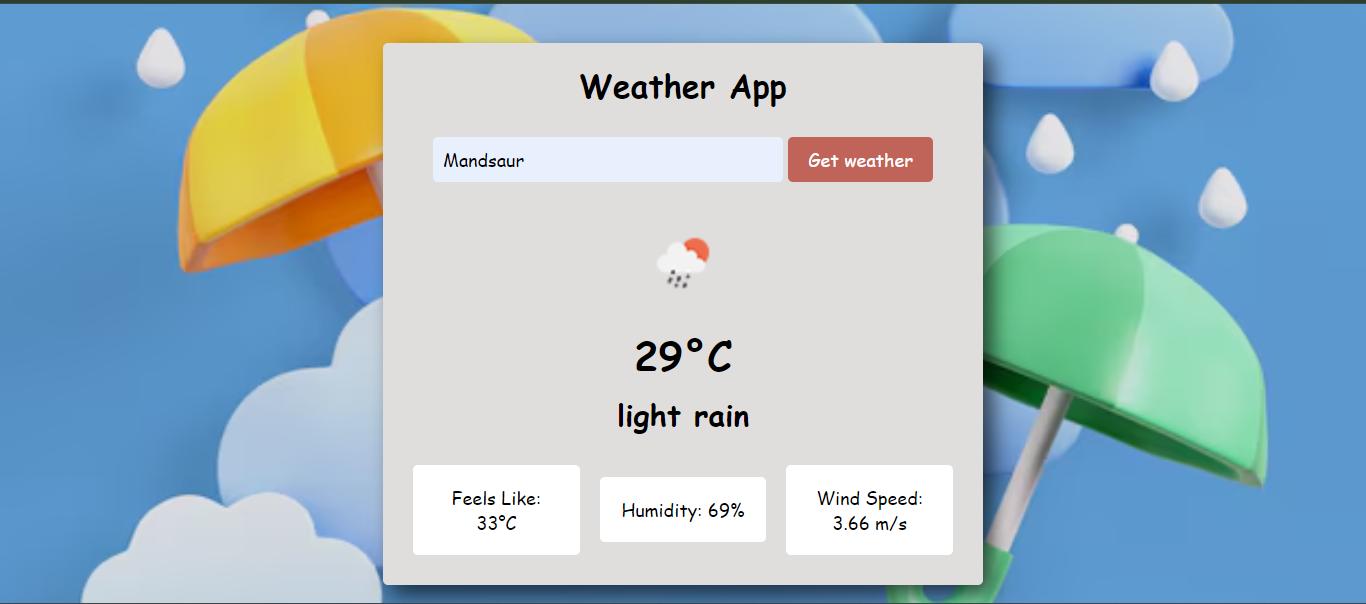 Weather App
Mandsaur
Get weather
29°C
light rain
Feels Like:
33°C
Humidity: 69%
Wind Speed:
3.66 m/s